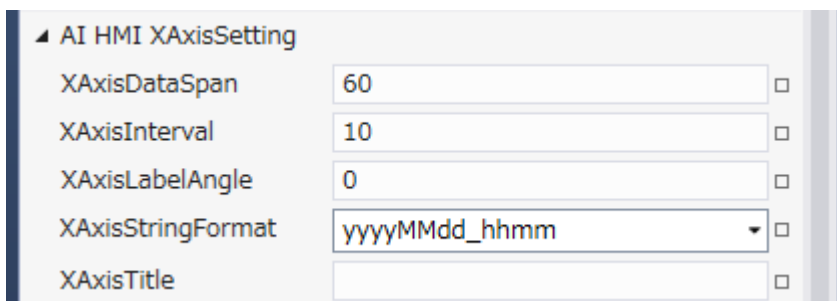 AI HMI XAxisSetting
XAxisDataSpan 60
XAxisInterval 10
XAxisLabelAngle 0
XAxisStringFormat yyyyMMdd_hhmm
XAxisTitle